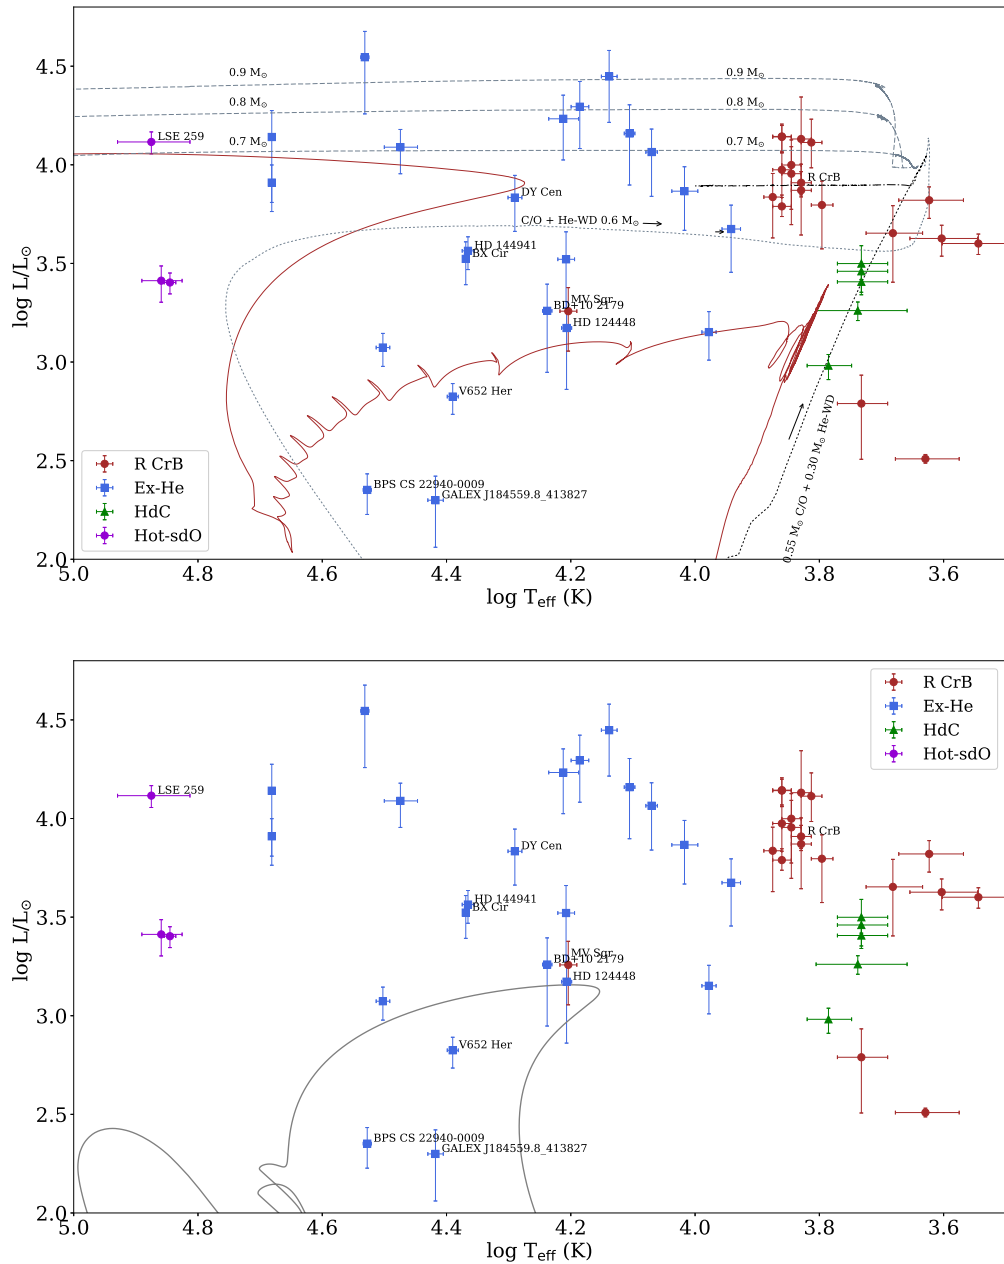 4.5
4.0
3.5
3.0
2.5
2.0
log L/L⊙
0.9 M⊙
0.9 M⊙
0.8 M⊙
0.8 M⊙
0.7 M⊙
0.7 M⊙
LSE 259
R CrB
DY Cen
C/O + He-WD 0.6 M⊙
HD 144941
BX Cir
MV Sgr
BD+10 2179
HD 124448
V652 Her
BPS CS 22940-0009
GALEX J184559.8_413827
0.55 M⊙ C/O + 0.30 M⊙ He-WD
R CrB
Ex-He
HdC
Hot-sdO
5.0 4.8 4.6 4.4 4.2 4.0 3.8 3.6
log Teff (K)
4.5
4.0
3.5
3.0
2.5
2.0
log L/L⊙
R CrB
Ex-He
HdC
Hot-sdO
LSE 259
R CrB
DY Cen
HD 144941
BX Cir
MV Sgr
BD+10 2179
HD 124448
V652 Her
BPS CS 22940-0009
GALEX J184559.8_413827
5.0 4.8 4.6 4.4 4.2 4.0 3.8 3.6
log Teff (K)